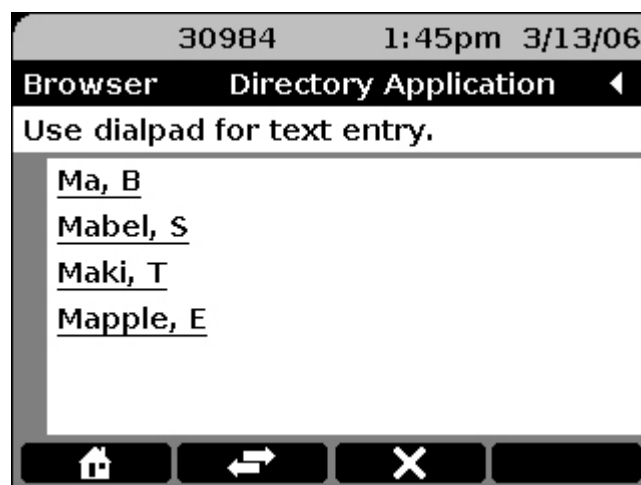 30984 1:45pm 3/13/06
Browser Directory Application
Use dialpad for text entry.
Ma, B
Mabel, S
Maki, T
Mapple, E